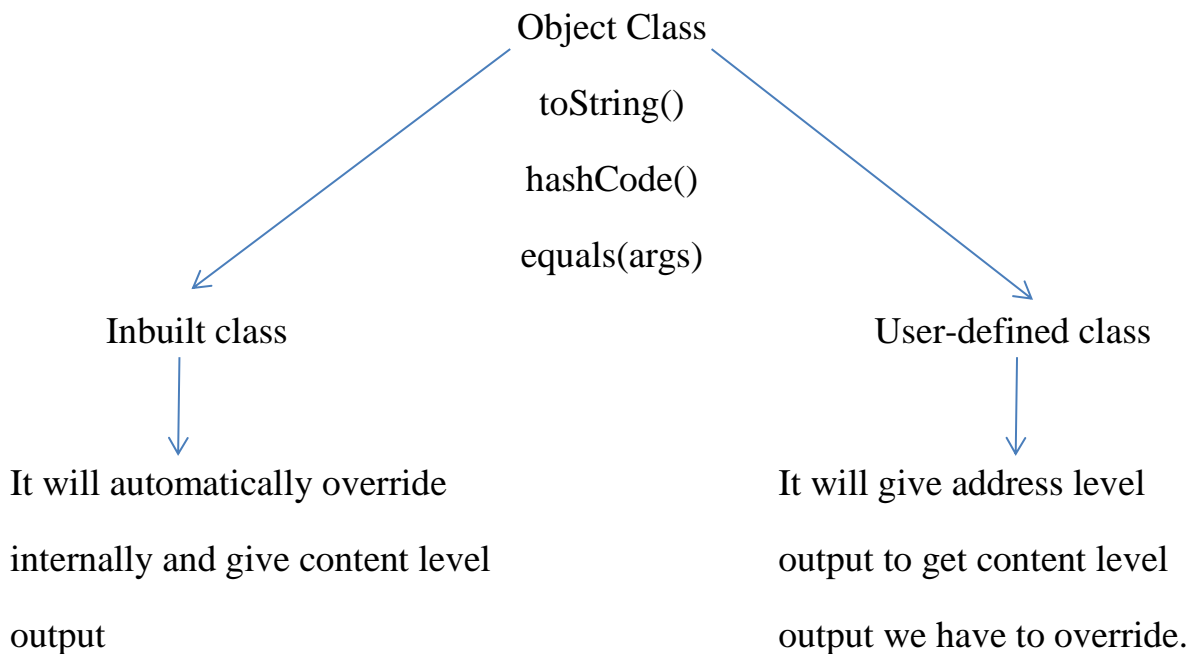 Object Class
toString()
hashCode()
equals(args)
Inbuilt class
User-defined class
It will automatically override
internally and give content level
output
It will give address level
output to get content level
output we have to override.